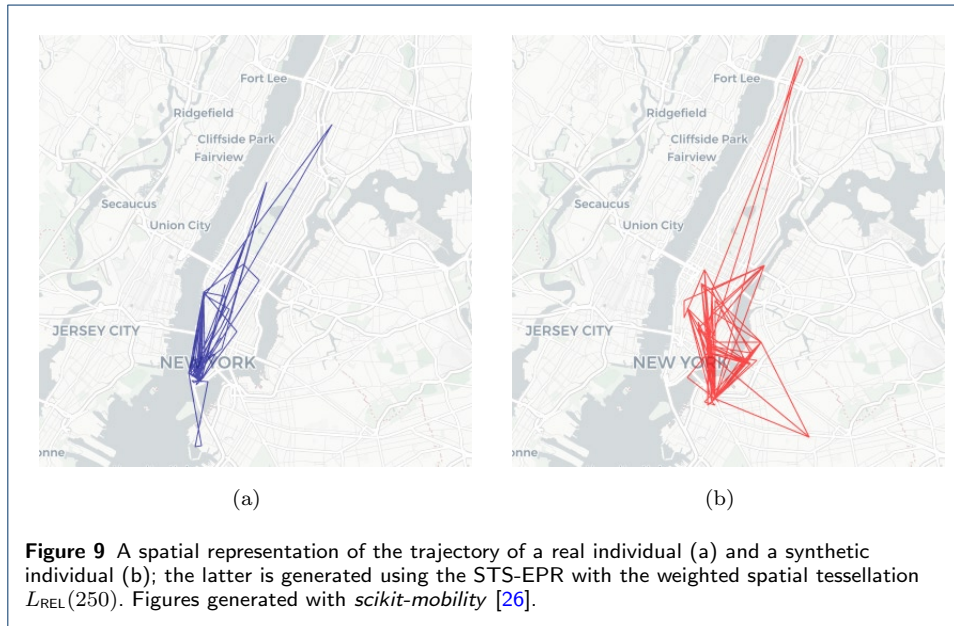 Fort Lee
Ridgefield
Cliffside Park
Fairview
Secaucus
Union City
JERSEY CITY
NEW YORK
onne
(a)
Fort Lee
Ridgefield
Cliffside Park
Fairview
Secaucus
Union City
JERSEY CITY
NEW YORK
onne
(b)
Figure 9 A spatial representation of the trajectory of a real individual (a) and a synthetic
individual (b); the latter is generated using the STS-EPR with the weighted spatial tessellation
L_REL(250). Figures generated with scikit-mobility [26].